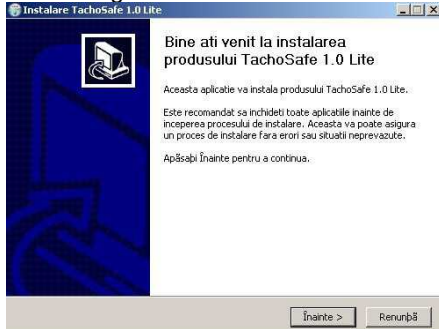 Instalare TachoSafe 1.0 Lite
Bine ati venit la instalarea
produsului TachoSafe 1.0 Lite
Aceasta aplicatie va instala produsului TachoSafe 1.0 Lite.
Este recomandat sa inchideti toate aplicatiile inainte de
inceperea procesului de instalare. Aceasta va poate asigura
un proces de instalare fara erori sau situatii neprevazute.
Apãsaþi Înainte pentru a continua.
Înainte >
Renunþã